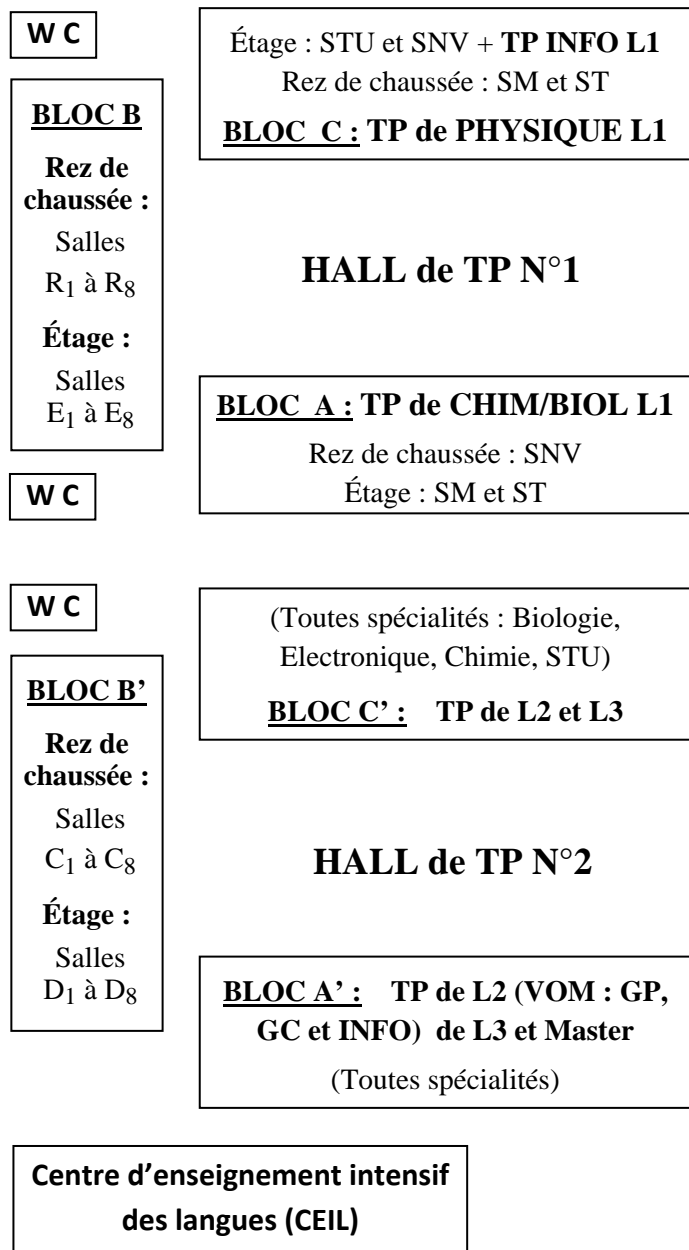 W C
Étage : STU et SNV + TP INFO L1
Rez de chaussée : SM et ST
BLOC C : TP de PHYSIQUE L1
BLOC B
Rez de
chaussée :
Salles
R1 à R8
Étage :
Salles
E1 à E8
HALL de TP N°1
BLOC A : TP de CHIM/BIOL L1
Rez de chaussée : SNV
Étage : SM et ST
W C
W C
(Toutes spécialités : Biologie,
Electronique, Chimie, STU)
BLOC C’ : TP de L2 et L3
BLOC B’
Rez de
chaussée :
Salles
C1 à C8
Étage :
Salles
D1 à D8
HALL de TP N°2
BLOC A’ : TP de L2 (VOM : GP,
GC et INFO) de L3 et Master
(Toutes spécialités)
Centre d’enseignement intensif
des langues (CEIL)